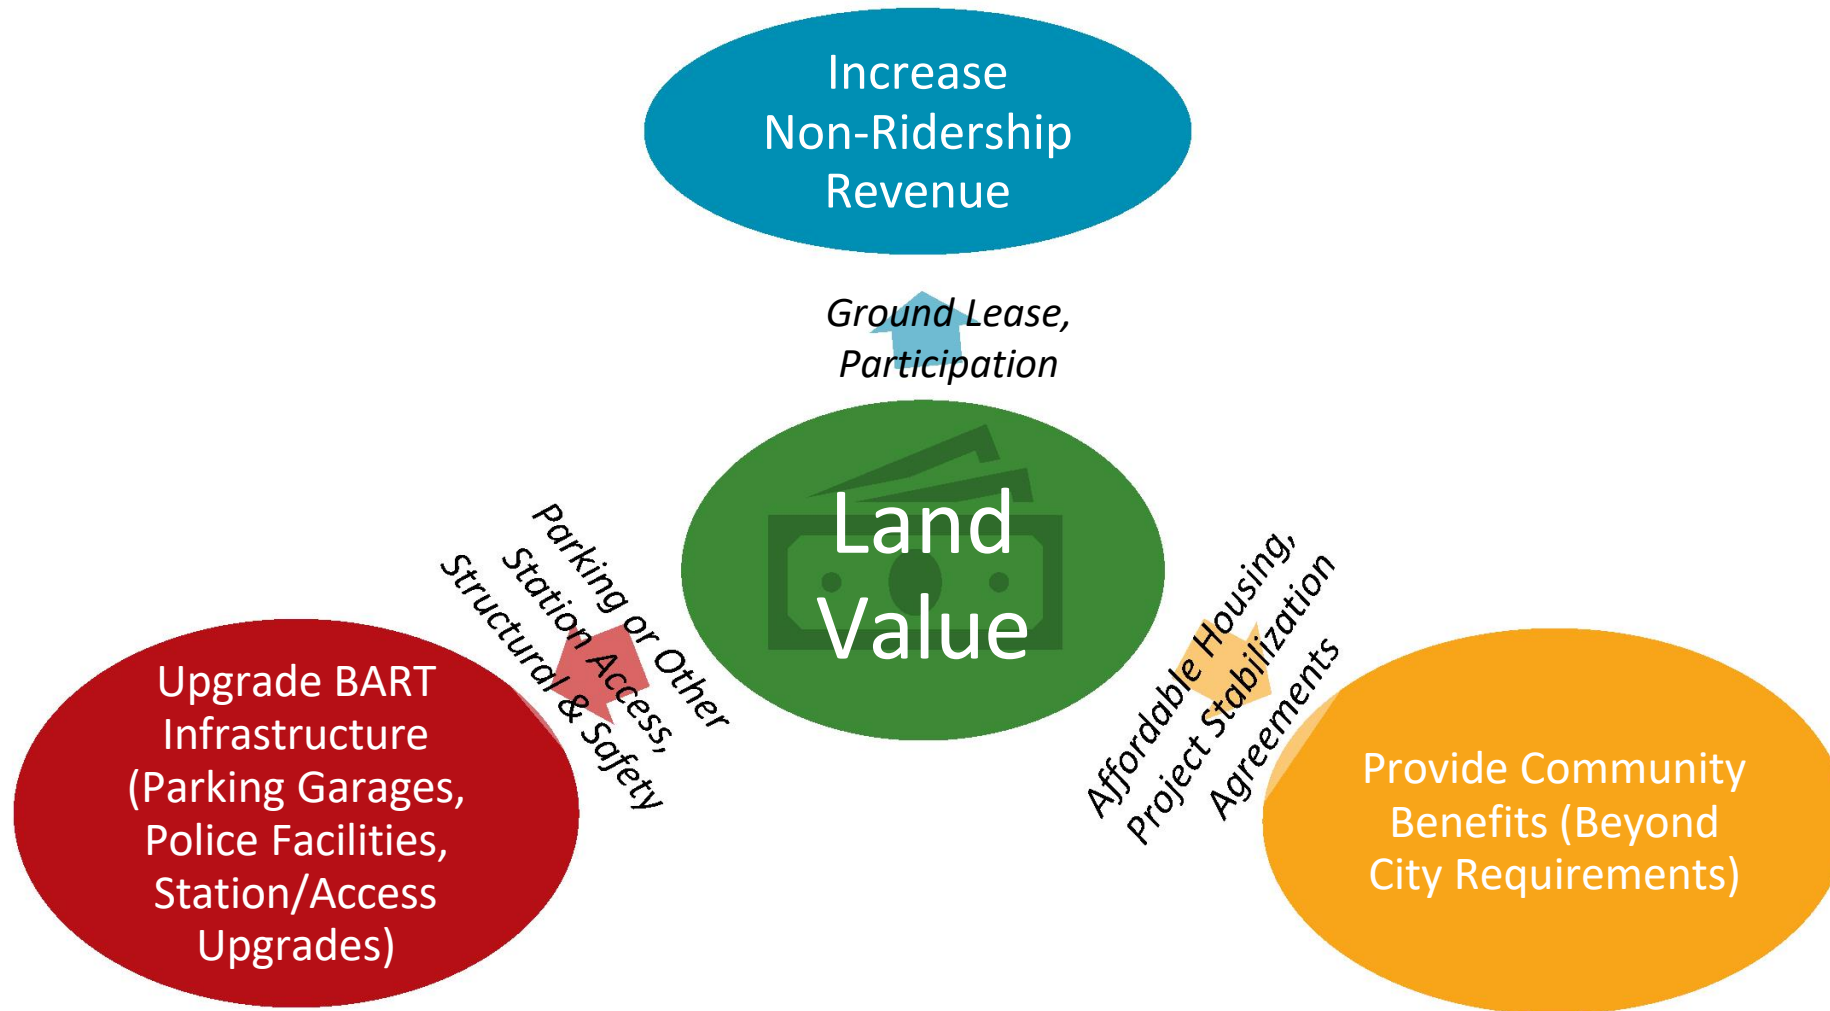 Increase
Non-Ridership
Revenue
Ground Lease,
Participation
Land
Value
Parking or Other
Station Access,
Structural & Safety
Affordable Housing,
Project Stabilization
Agreements
Upgrade BART
Infrastructure
(Parking Garages,
Police Facilities,
Station/Access
Upgrades)
Provide Community
Benefits (Beyond
City Requirements)